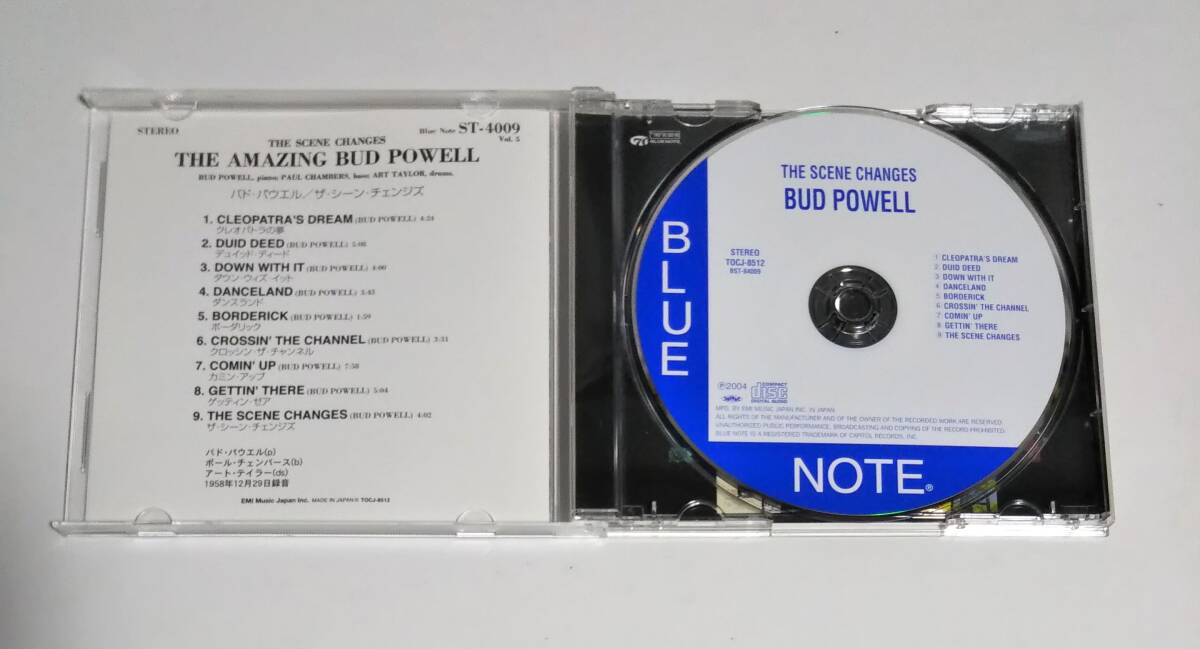 STEREO
Blue Note ST-4009
Vol. 5
THE SCENE CHANGES
THE AMAZING BUD POWELL
BUD POWELL, piano; PAUL CHAMBERS, bass; ART TAYLOR, drums.
バド・パウエル/ザ・シーン・チェンジズ
1. CLEOPATRA'S DREAM (BUD POWELL) 4:24
クレオパトラの夢
2. DUID DEED (BUD POWELL) 5:08
デュイッド・ディード
3. DOWN WITH IT (BUD POWELL) 4:00
ダウン・ウィズ・イット
4. DANCELAND (BUD POWELL) 3:43
ダンスランド
5. BORDERICK (BUD POWELL) 1:59
ボーダリック
6. CROSSIN' THE CHANNEL (BUD POWELL) 3:31
クロッシン・ザ・チャンネル
7. COMIN' UP (BUD POWELL) 7:58
カミン・アップ
8. GETTIN' THERE (BUD POWELL) 5:04
ゲッティン・ゼア
9. THE SCENE CHANGES (BUD POWELL) 4:02
ザ・シーン・チェンジズ
バド・パウエル(p)
ポール・チェンバース(b)
アート・テイラー(ds)
1958年12月29日録音
EMI Music Japan Inc. MADE IN JAPAN TOCJ-8512
THE SCENE CHANGES
BUD POWELL
BLUE
STEREO
TOCJ-8512
BST-84009
1 CLEOPATRA'S DREAM
2 DUID DEED
3 DOWN WITH IT
4 DANCELAND
5 BORDERICK
6 CROSSIN' THE CHANNEL
7 COMIN' UP
8 GETTIN' THERE
9 THE SCENE CHANGES
℗2004
COMPACT
disc
DIGITAL AUDIO
MFG. BY EMI MUSIC JAPAN INC. IN JAPAN.
ALL RIGHTS OF THE MANUFACTURER AND OF THE OWNER OF THE RECORDED WORK ARE RESERVED.
UNAUTHORIZED PUBLIC PERFORMANCE, BROADCASTING AND COPYING OF THE RECORD PROHIBITED.
BLUE NOTE IS A REGISTERED TRADEMARK OF CAPITOL RECORDS, INC.
NOTE®